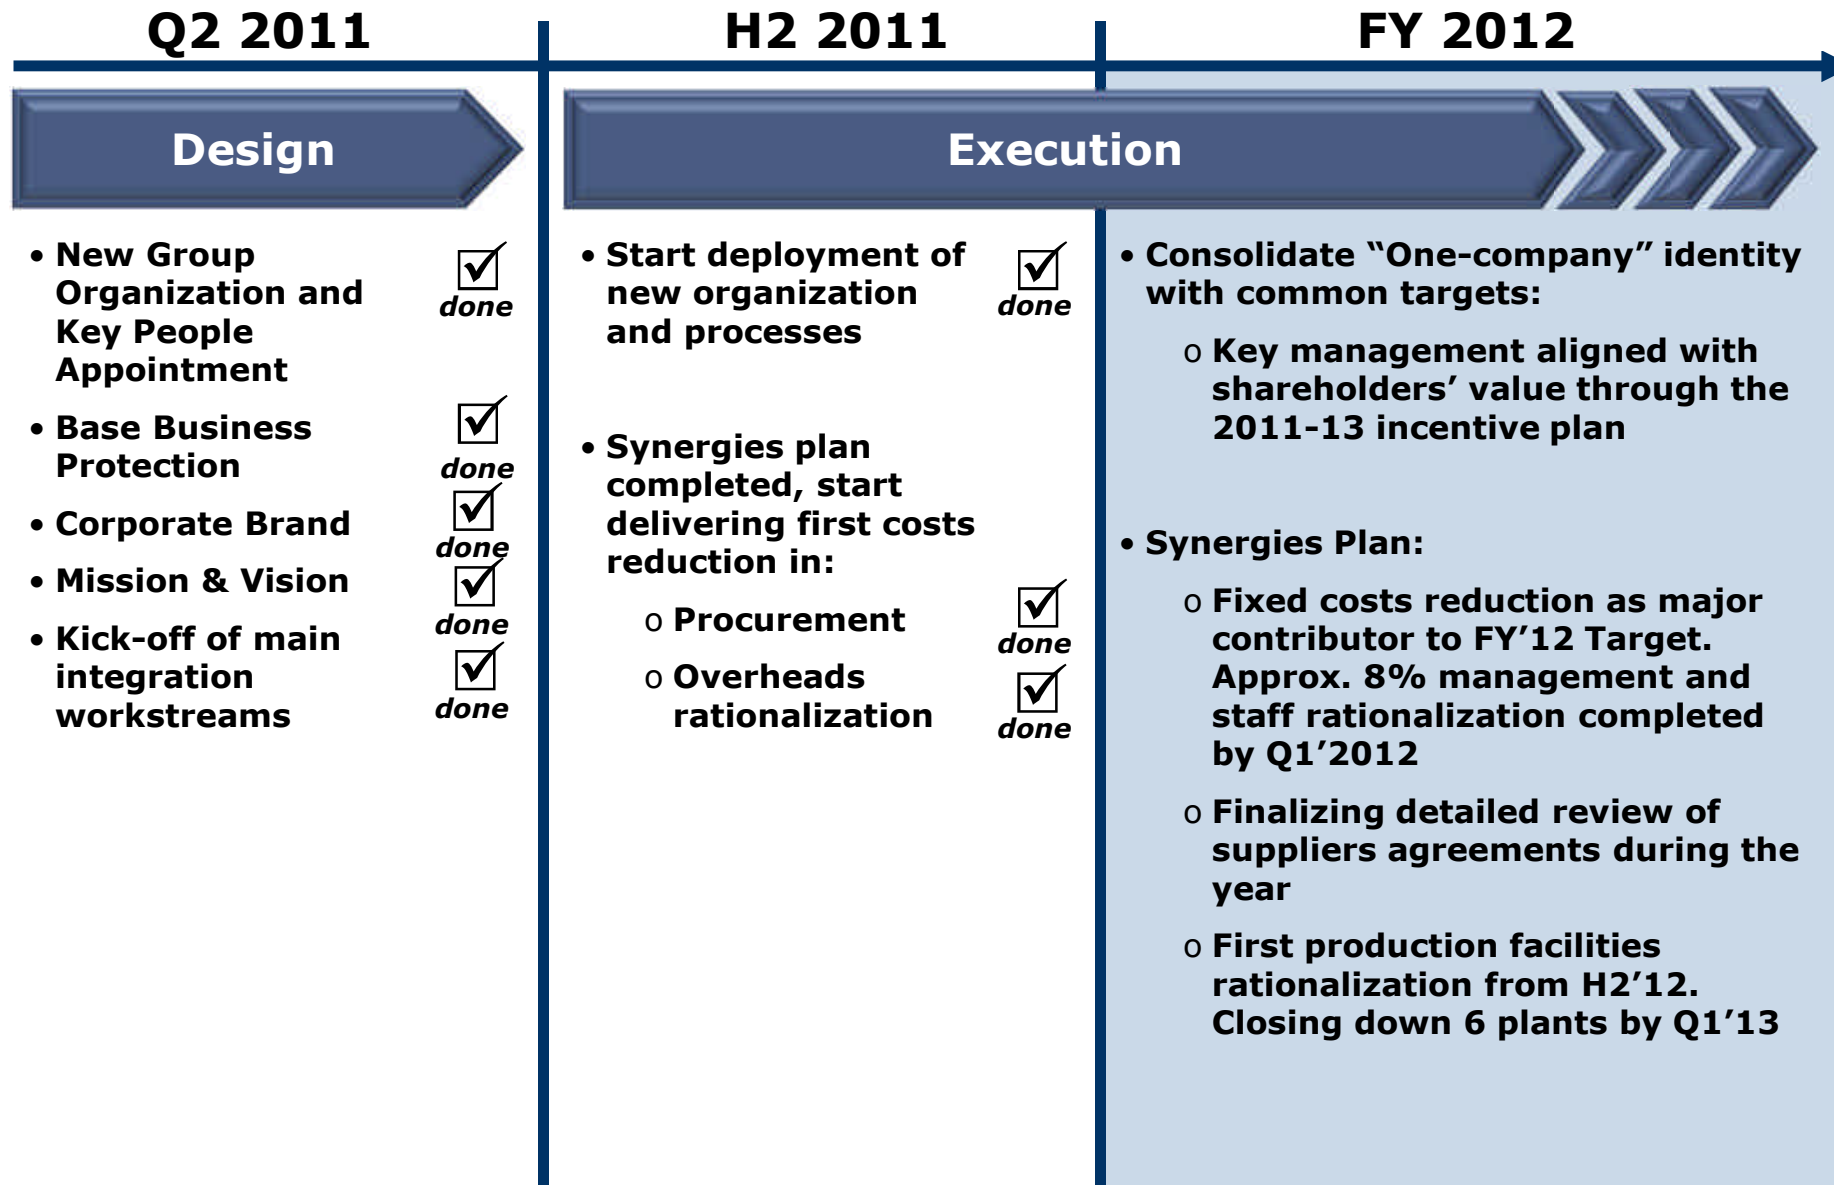 Q2 2011
H2 2011
FY 2012
Design
Execution
• New Group
Organization and
Key People
Appointment
done
• Base Business
Protection
done
• Corporate Brand
done
• Mission & Vision
done
• Kick-off of main
integration
workstreams
done
• Start deployment of
new organization
and processes
done
• Synergies plan
completed, start
delivering first costs
reduction in:
o Procurement
done
o Overheads
rationalization
done
• Consolidate “One-company” identity
with common targets:
o Key management aligned with
shareholders’ value through the
2011-13 incentive plan
• Synergies Plan:
o Fixed costs reduction as major
contributor to FY’12 Target.
Approx. 8% management and
staff rationalization completed
by Q1’2012
o Finalizing detailed review of
suppliers agreements during the
year
o First production facilities
rationalization from H2’12.
Closing down 6 plants by Q1’13